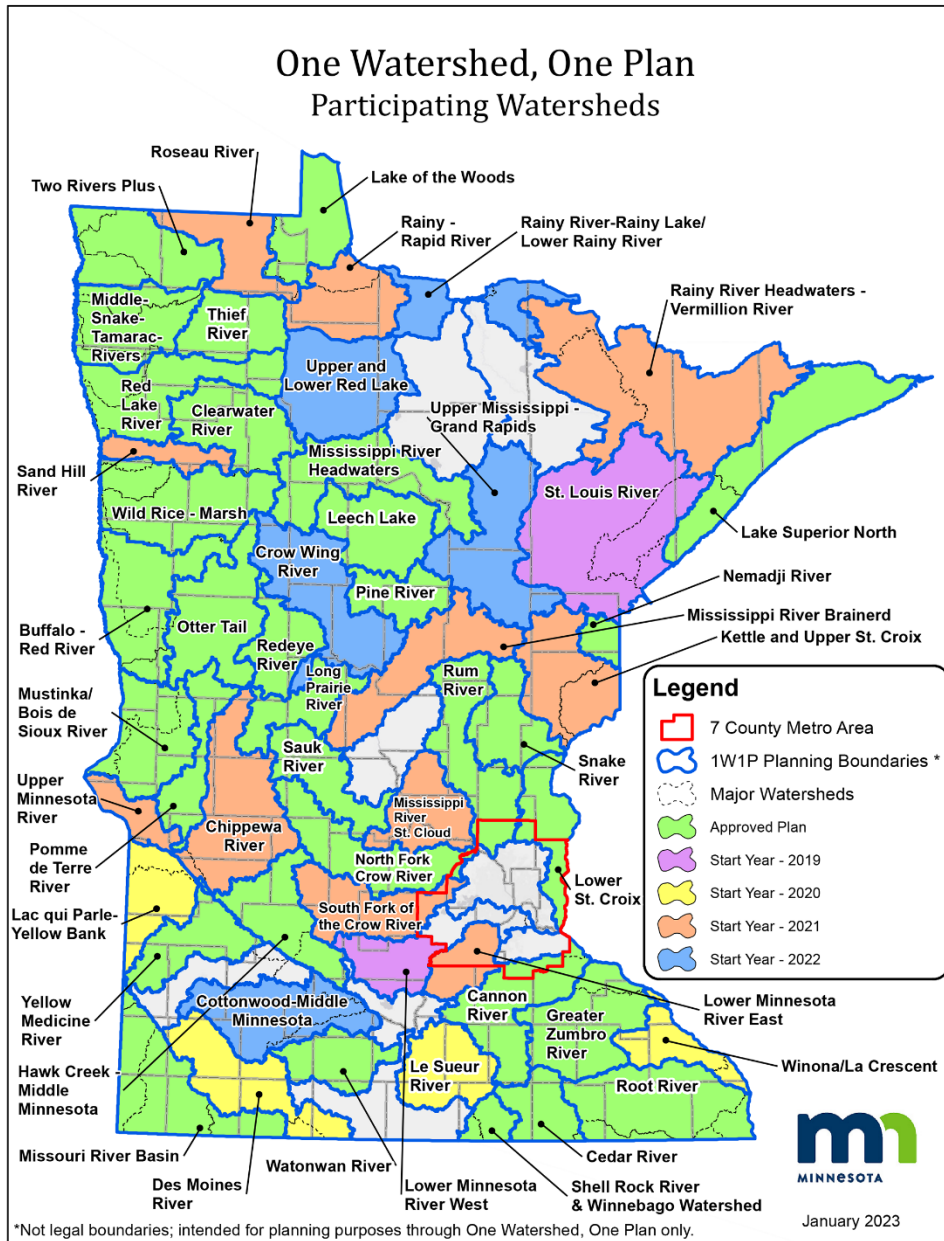 One Watershed, One Plan
Participating Watersheds
Roseau River
Two Rivers Plus
Lake of the Woods
Rainy -
Rapid River
Rainy River-Rainy Lake/
Lower Rainy River
Rainy River Headwaters -
Vermillion River
Middle-
Snake-
Tamarac-
Rivers
Thief
River
Red
Lake
River
Clearwater
River
Upper and
Lower Red Lake
Upper Mississippi -
Grand Rapids
Sand Hill
River
Mississippi River
Headwaters
St. Louis River
Wild Rice - Marsh
Leech Lake
Lake Superior North
Crow Wing
River
Pine River
Nemadji River
Buffalo -
Red River
Otter Tail
Redeye
River
Mississippi River Brainerd
Kettle and Upper St. Croix
Long
Prairie
River
Rum
River
Mustinka/
Bois de
Sioux River
Sauk
River
Snake
River
Upper
Minnesota
River
Chippewa
River
Mississippi
River
St. Cloud
Pomme
de Terre
River
North Fork
Crow River
Lower
St. Croix
Lac qui Parle-
Yellow Bank
South Fork of
the Crow River
Yellow
Medicine
River
Cottonwood-Middle
Minnesota
Cannon
River
Greater
Zumbro
River
Lower Minnesota
River East
Hawk Creek -
Middle
Minnesota
Le Sueur
River
Winona/La Crescent
Root River
Missouri River Basin
Des Moines
River
Watonwan River
Lower Minnesota
River West
Cedar River
Shell Rock River
& Winnebago Watershed
Legend
7 County Metro Area
1W1P Planning Boundaries *
Major Watersheds
Approved Plan
Start Year - 2019
Start Year - 2020
Start Year - 2021
Start Year - 2022
mn
MINNESOTA
January 2023
*Not legal boundaries; intended for planning purposes through One Watershed, One Plan only.